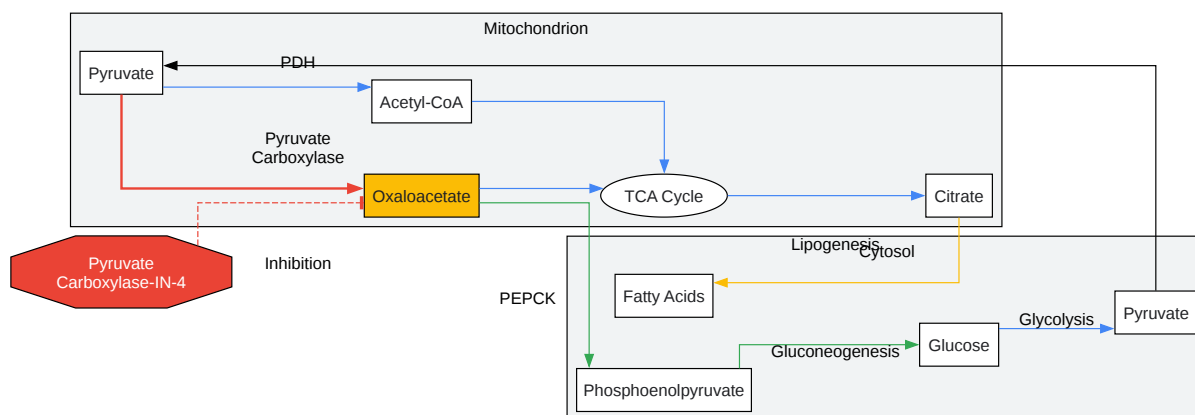 Mitochondrion
PDH
Pyruvate
Acetyl-CoA
Pyruvate
Carboxylase
Oxaloacetate
TCA Cycle
Citrate
Pyruvate
Carboxylase-IN-4
Inhibition
Lipogenesis
Cytosol
PEPCK
Fatty Acids
Glycolysis
Pyruvate
Gluconeogenesis
Glucose
Phosphoenolpyruvate